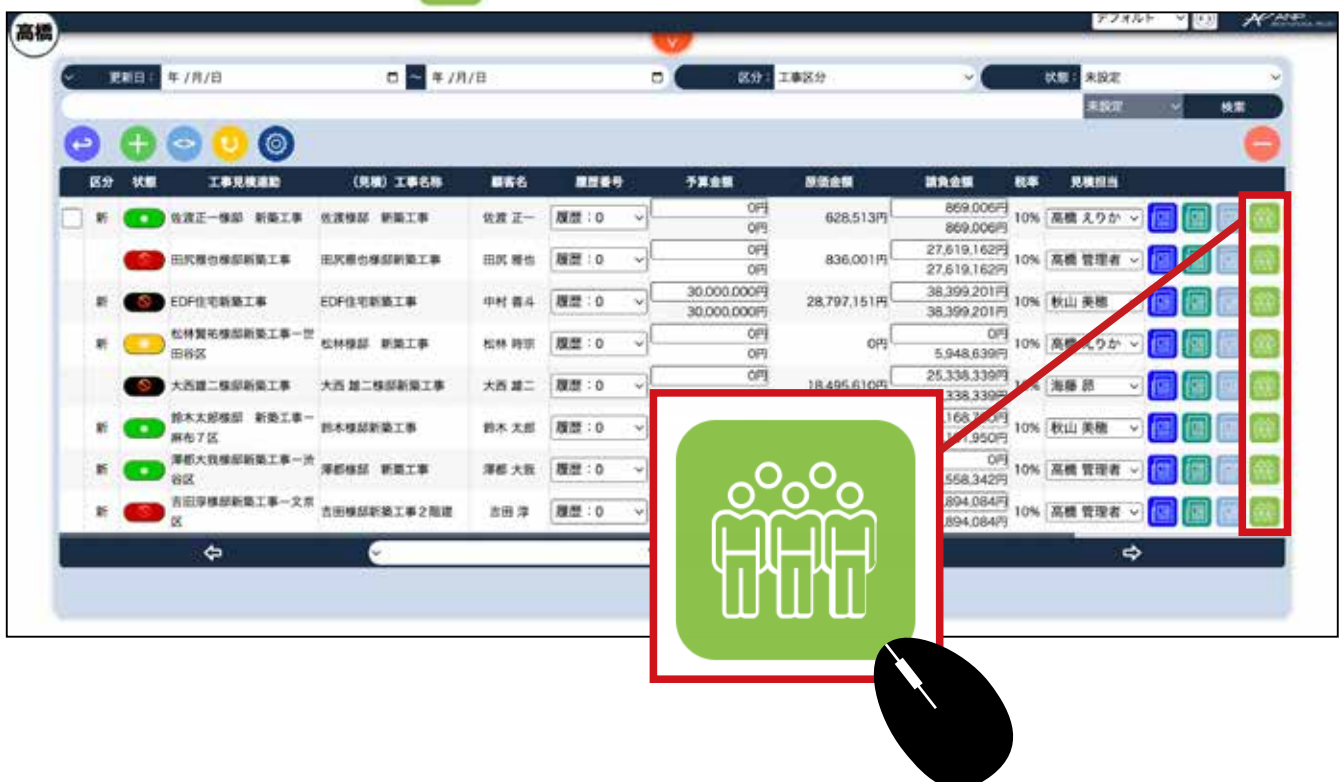 高橋
デフォルト
更新日： 年 /月/日 ～ 年 /月/日 区分： 工事区分 状態： 未設定
未設定 検索
区分 状態 工事見積連動 （見積）工事名称 顧客名 履歴番号 予算金額 原価金額 請負金額 税率 見積担当
新 佐渡正一様邸 新築工事 佐渡様邸 新築工事 佐渡 正一 履歴：0 0円 628,513円 869,006円 10% 高橋 えりか
0円 869,006円
田尻雅也様邸新築工事 田尻雅也様邸新築工事 田尻 雅也 履歴：0 0円 836,001円 27,619,162円 10% 高橋 管理者
0円 27,619,162円
新 EDF住宅新築工事 EDF住宅新築工事 中村 履歴：0 30,000,000円 28,797,151円 38,399,201円 10% 秋山 美穂
30,000,000円 38,399,201円
新 松林賢祐様邸新築工事ー世田谷区 松林様邸 新築工事 松林 時宗 履歴：0 0円 0円 0円 10% 高橋 えりか
0円 5,948,639円
大西雄二様邸新築工事 大西 雄二様邸新築工事 大西 雄二 履歴：0 0円 18,495,610円 25,338,339円 海藤 昴
,338,339円
新 鈴木太郎様邸 新築工事ー麻布7区 鈴木様邸新築工事 鈴木 太郎 履歴：0 10% 秋山 美穂
,950円
新 澤都大我様邸新築工事ー渋谷区 澤都様邸 新築工事 澤都 大我 履歴：0 0円 10% 高橋 管理者
,558,342円
新 吉田淳様邸新築工事ー文京区 吉田様邸新築工事2階建 吉田 淳 履歴：0 ,894,084円 10% 高橋 管理者
,894,084円